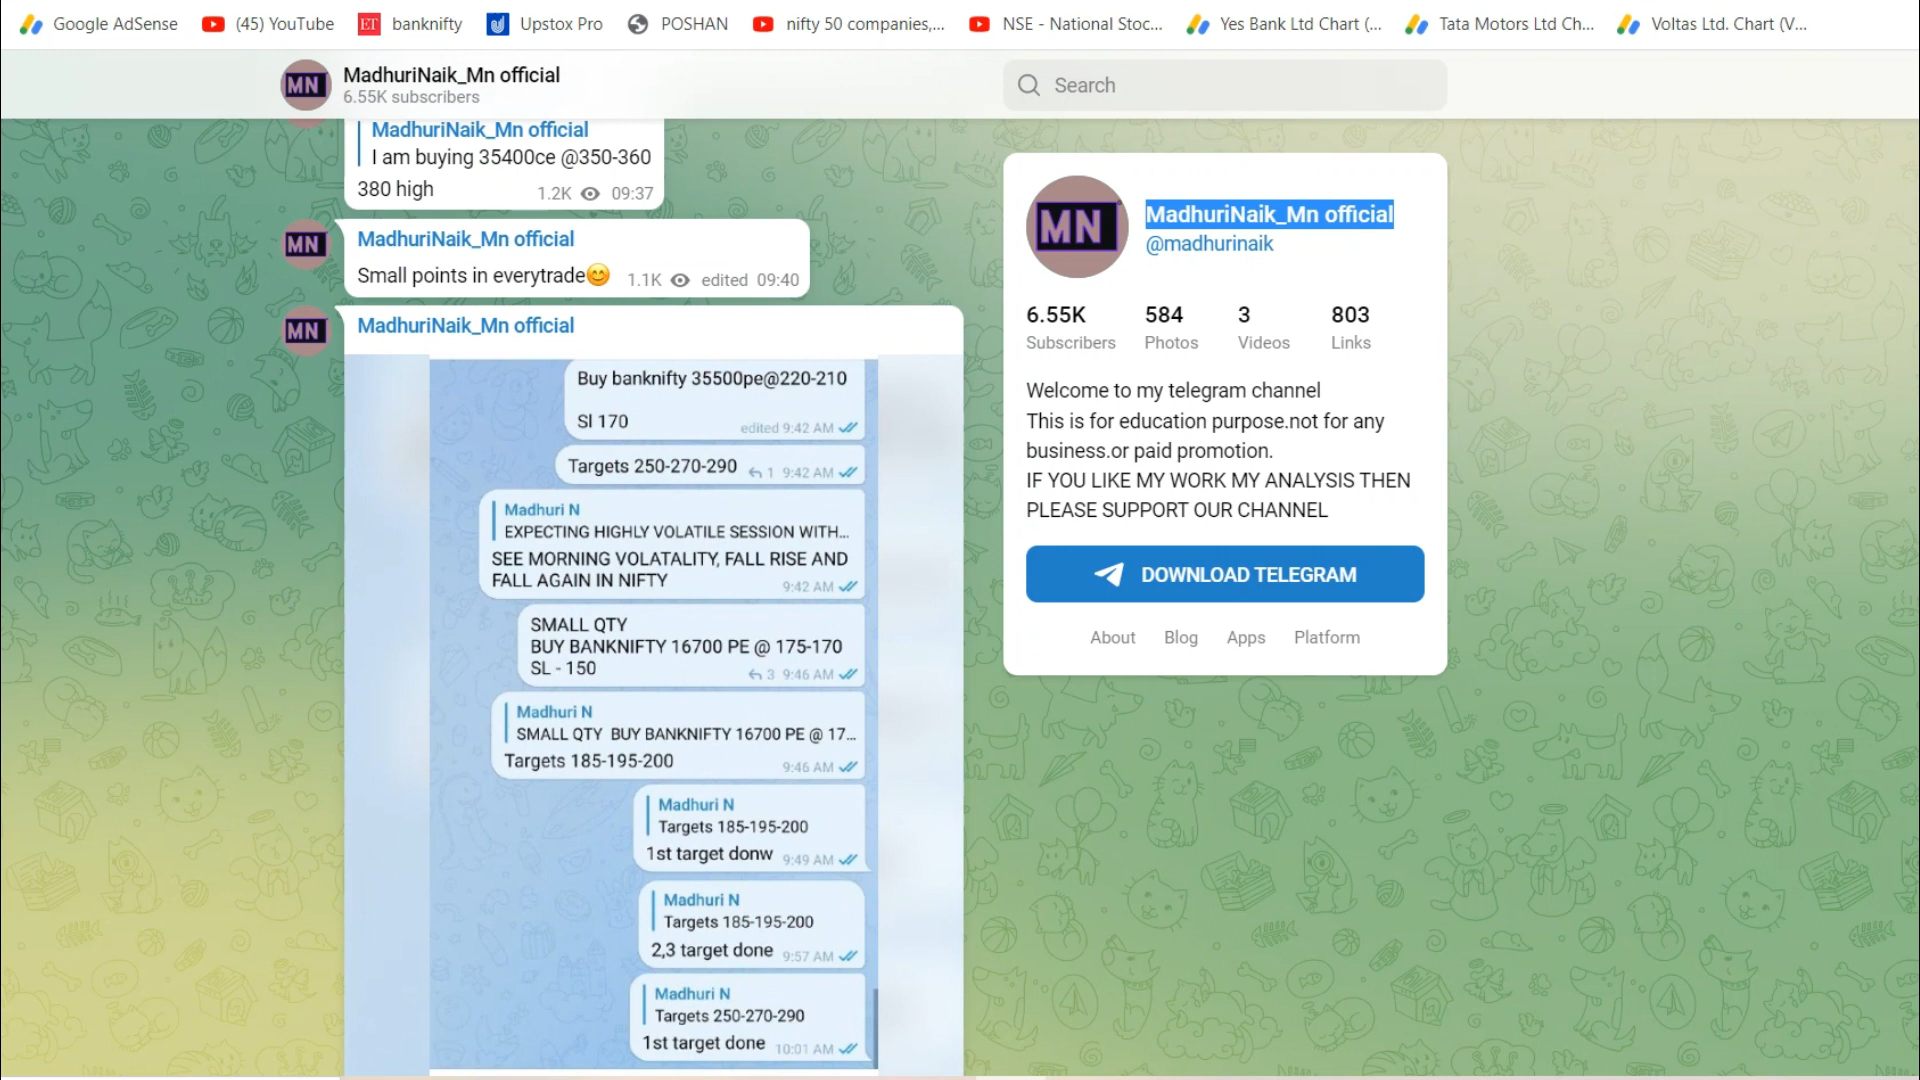 Google AdSense
(45) YouTube
ET
banknifty
Upstox Pro
POSHAN
nifty 50 companies,...
NSE - National Stoc...
Yes Bank Ltd Chart (...
Tata Motors Ltd Ch...
Voltas Ltd. Chart (V...
MN
MadhuriNaik_Mn official
6.55K subscribers
Search
MadhuriNaik_Mn official
I am buying 35400ce @350-360
380 high
1.2K 09:37
MN
MadhuriNaik_Mn official
Small points in everytrade😊
1.1K edited 09:40
MN
MadhuriNaik_Mn official
Buy banknifty 35500pe@220-210
Sl 170
edited 9:42 AM
Targets 250-270-290
1 9:42 AM
Madhuri N
EXPECTING HIGHLY VOLATILE SESSION WITH...
SEE MORNING VOLATALITY, FALL RISE AND
FALL AGAIN IN NIFTY
9:42 AM
SMALL QTY
BUY BANKNIFTY 16700 PE @ 175-170
SL - 150
3 9:46 AM
Madhuri N
SMALL QTY BUY BANKNIFTY 16700 PE @ 17...
Targets 185-195-200
9:46 AM
Madhuri N
Targets 185-195-200
1st target donw
9:49 AM
Madhuri N
Targets 185-195-200
2,3 target done
9:57 AM
Madhuri N
Targets 250-270-290
1st target done
10:01 AM
MN
MadhuriNaik_Mn official
@madhurinaik
6.55K 584 3 803
Subscribers Photos Videos Links
Welcome to my telegram channel
This is for education purpose.not for any
business.or paid promotion.
IF YOU LIKE MY WORK MY ANALYSIS THEN
PLEASE SUPPORT OUR CHANNEL
DOWNLOAD TELEGRAM
About Blog Apps Platform